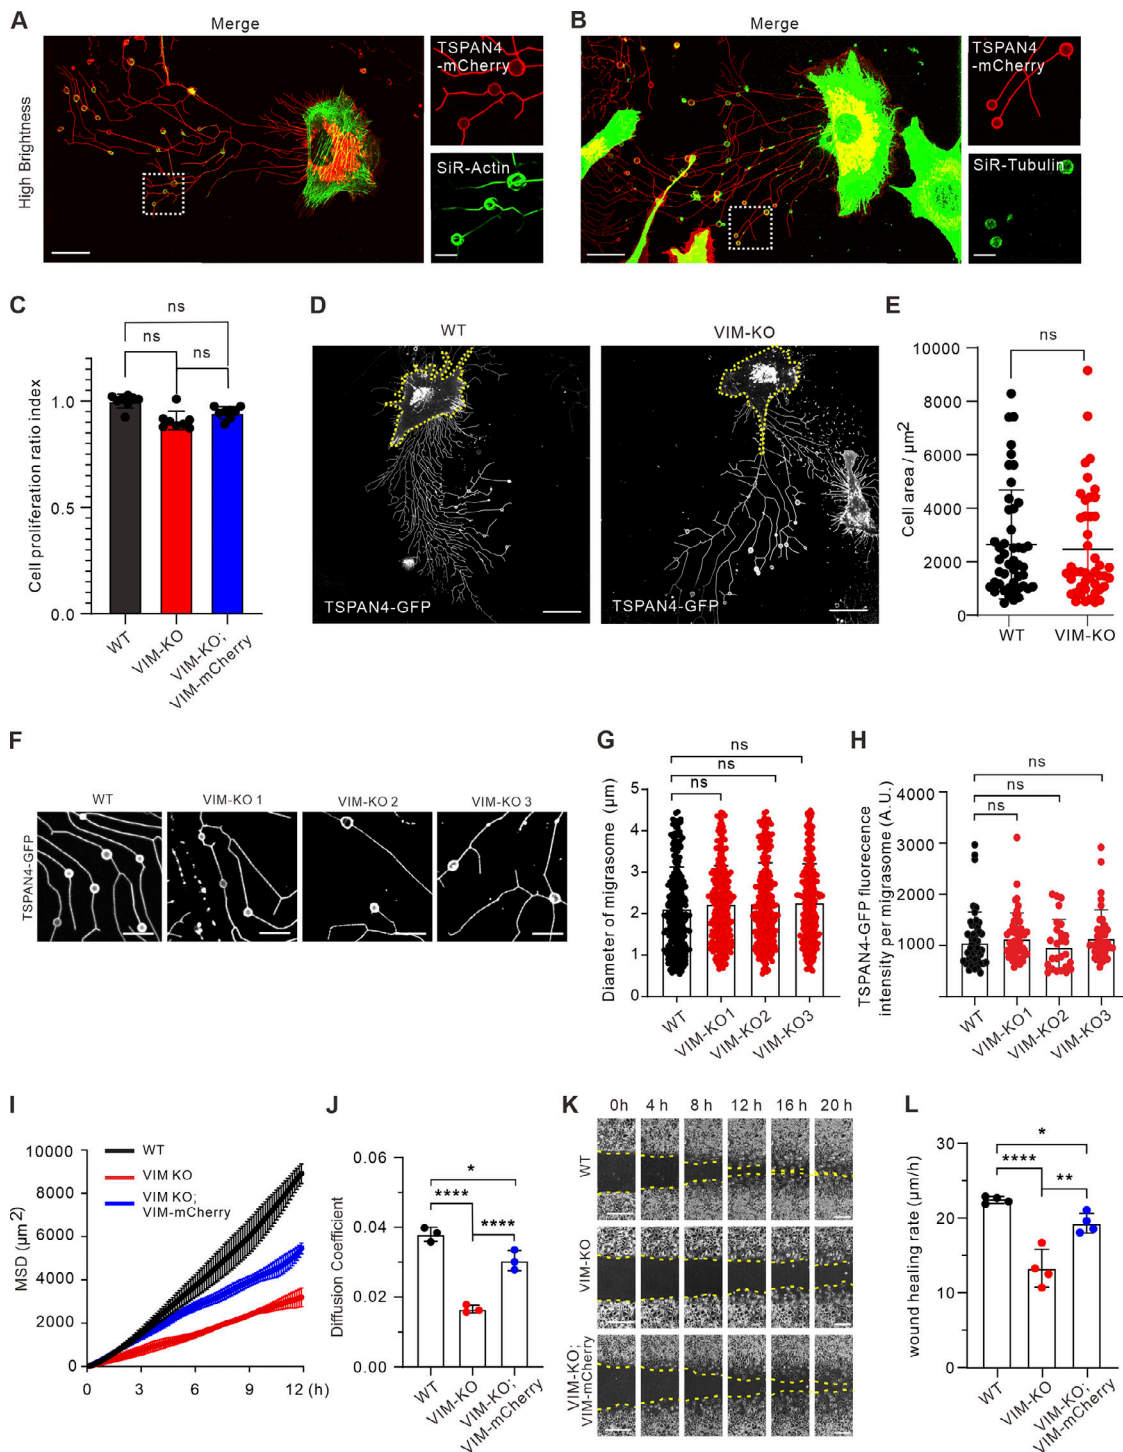 A
Merge
TSPAN4
-mCherry
SiR-Actin
High Brightness
B
Merge
TSPAN4
-mCherry
SiR-Tubulin
C
ns
ns
ns
Cell proliferation ratio index
1.0
0.5
0.0
WT
VIM-KO
VIM-KO;
VIM-mCherry
D
WT
VIM-KO
TSPAN4-GFP
TSPAN4-GFP
E
ns
Cell area / µm2
10000
8000
6000
4000
2000
0
WT
VIM-KO
F
WT
VIM-KO 1
VIM-KO 2
VIM-KO 3
TSPAN4-GFP
G
ns
ns
ns
Diameter of migrasome (µm)
5
4
3
2
1
0
WT
VIM-KO1
VIM-KO2
VIM-KO3
H
ns
ns
ns
TSPAN4-GFP fluorecence
intensity per migrasome (A. U.)
4000
3000
2000
1000
WT
VIM-KO1
VIM-KO2
VIM-KO3
I
MSD (µm2)
10000
8000
6000
4000
2000
0
WT
VIM KO
VIM KO;
VIM-mCherry
0
3
6
9
12 (h)
J
*
**** ****
Diffusion Coefficient
0.06
0.04
0.02
0.00
WT
VIM-KO
VIM-KO;
VIM-mCherry
K
0h 4 h 8 h 12 h 16 h 20 h
WT
VIM-KO
VIM-KO;
VIM-mCherry
L
*
****
**
wound healing rate (µm/h)
30
20
10
0
WT
VIM-KO
VIM-KO;
VIM-mCherry